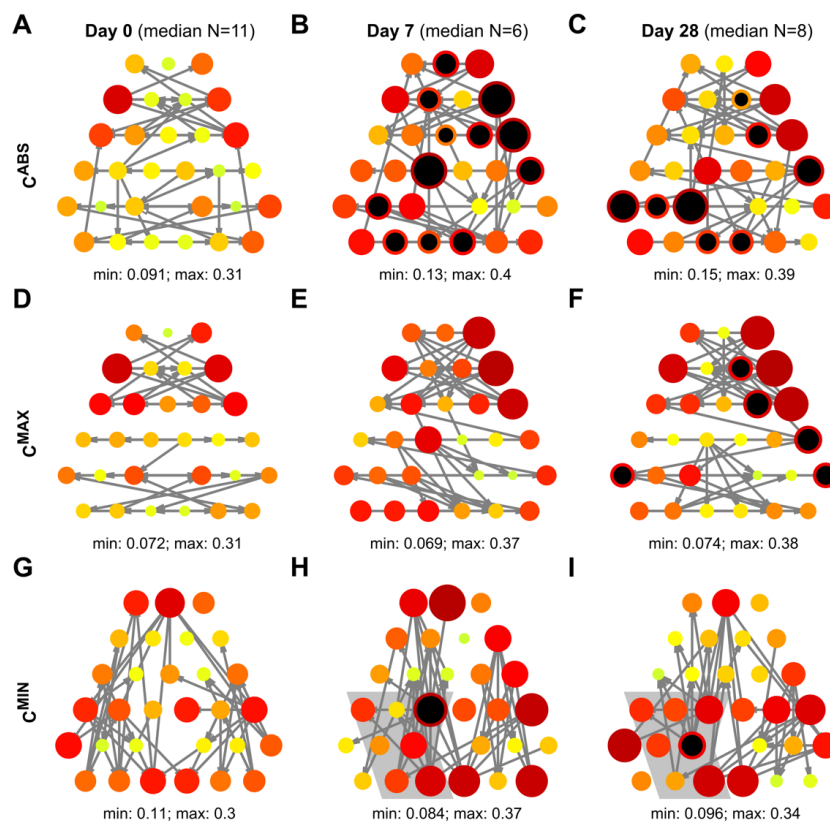 A Day 0 (median N=11) B Day 7 (median N=6) C Day 28 (median N=8)
C^ABS
min: 0.091; max: 0.31 min: 0.13; max: 0.4 min: 0.15; max: 0.39
D E F
C^MAX
min: 0.072; max: 0.31 min: 0.069; max: 0.37 min: 0.074; max: 0.38
G H I
C^MIN
min: 0.11; max: 0.3 min: 0.084; max: 0.37 min: 0.096; max: 0.34